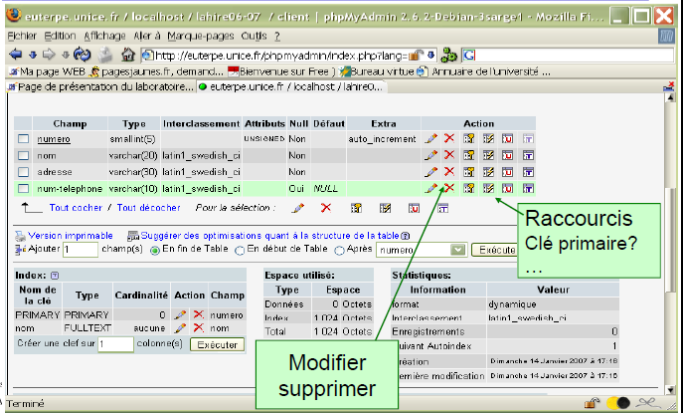 euterpe.unice.fr / localhost / lahire06-07 / client | phpMyAdmin 2.6.2-Debian-3sarge1 - Mozilla Fi...
Fichier Edition Affichage Aller à Marque-pages Outils ?
http://euterpe.unice.fr/phpmyadmin/index.php?lang=
Ma page WEB pagesjaunes.fr, demand... Bienvenue sur Free ) Bureau virtue Annuaire de l'université ...
Page de présentation du laboratoire... euterpe.unice.fr / localhost / lahire0...
Champ Type Interclassement Attributs Null Défaut Extra Action
numero smallint(5) UNSIGNED Non auto_increment
nom varchar(20) latin1_swedish_ci Non
adresse varchar(30) latin1_swedish_ci Non
num-telephone varchar(10) latin1_swedish_ci Oui NULL
Tout cocher / Tout décocher Pour la sélection :
Version imprimable Suggérer des optimisations quant à la structure de la table
Ajouter 1 champ(s) En fin de Table En début de Table Après numero Exécute
Raccourcis
Clé primaire?
...
Index:
Nom de la clé Type Cardinalité Action Champ
PRIMARY PRIMARY 0 numero
nom FULLTEXT aucune nom
Créer une clef sur 1 colonne(s) Exécuter
Espace utilisé:
Type Espace
Données 0 Octets
Index 1 024 Octets
Total 1 024 Octets
Statistiques:
Information Valeur
format dynamique
Interclassement latin1_swedish_ci
Enregistrements 0
uivant Autoindex 1
réation Dimanche 14 Janvier 2007 à 17:18
ernière modification Dimanche 14 Janvier 2007 à 17:18
Modifier
supprimer
Terminé